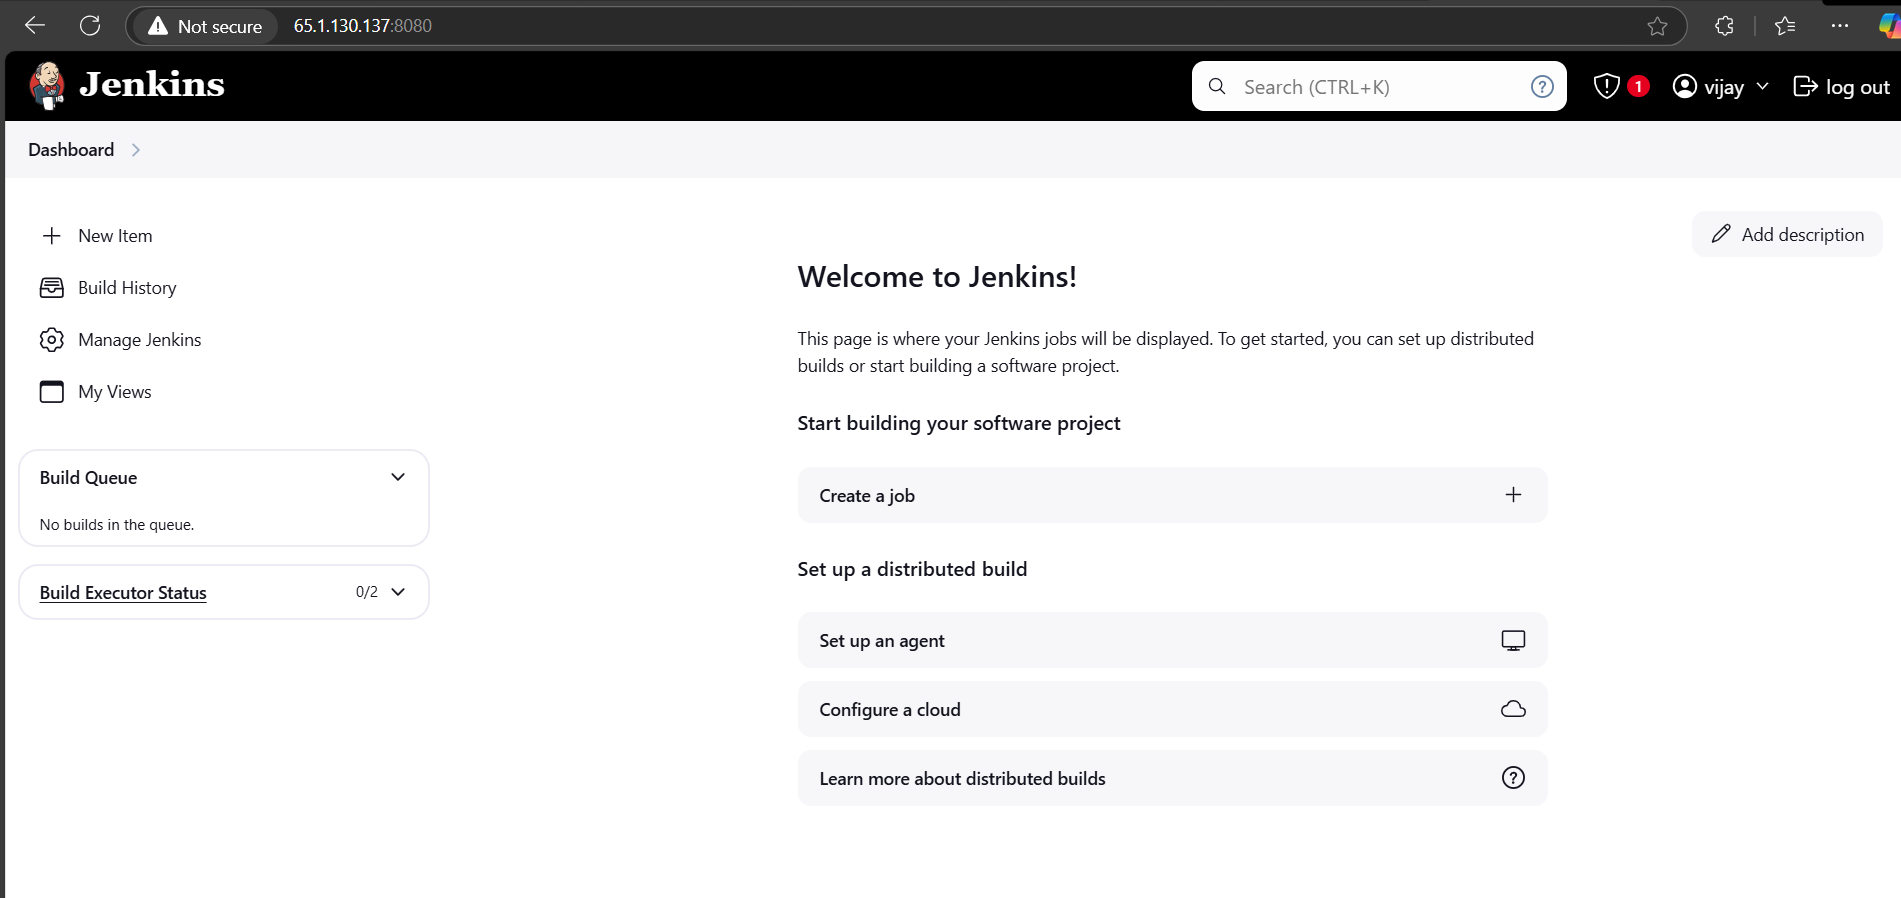 Not secure 65.1.130.137:8080
Jenkins
Search (CTRL+K)
1
vijay
log out
Dashboard
New Item
Build History
Manage Jenkins
My Views
Build Queue
No builds in the queue.
Build Executor Status 0/2
Add description
Welcome to Jenkins!
This page is where your Jenkins jobs will be displayed. To get started, you can set up distributed
builds or start building a software project.
Start building your software project
Create a job
Set up a distributed build
Set up an agent
Configure a cloud
Learn more about distributed builds